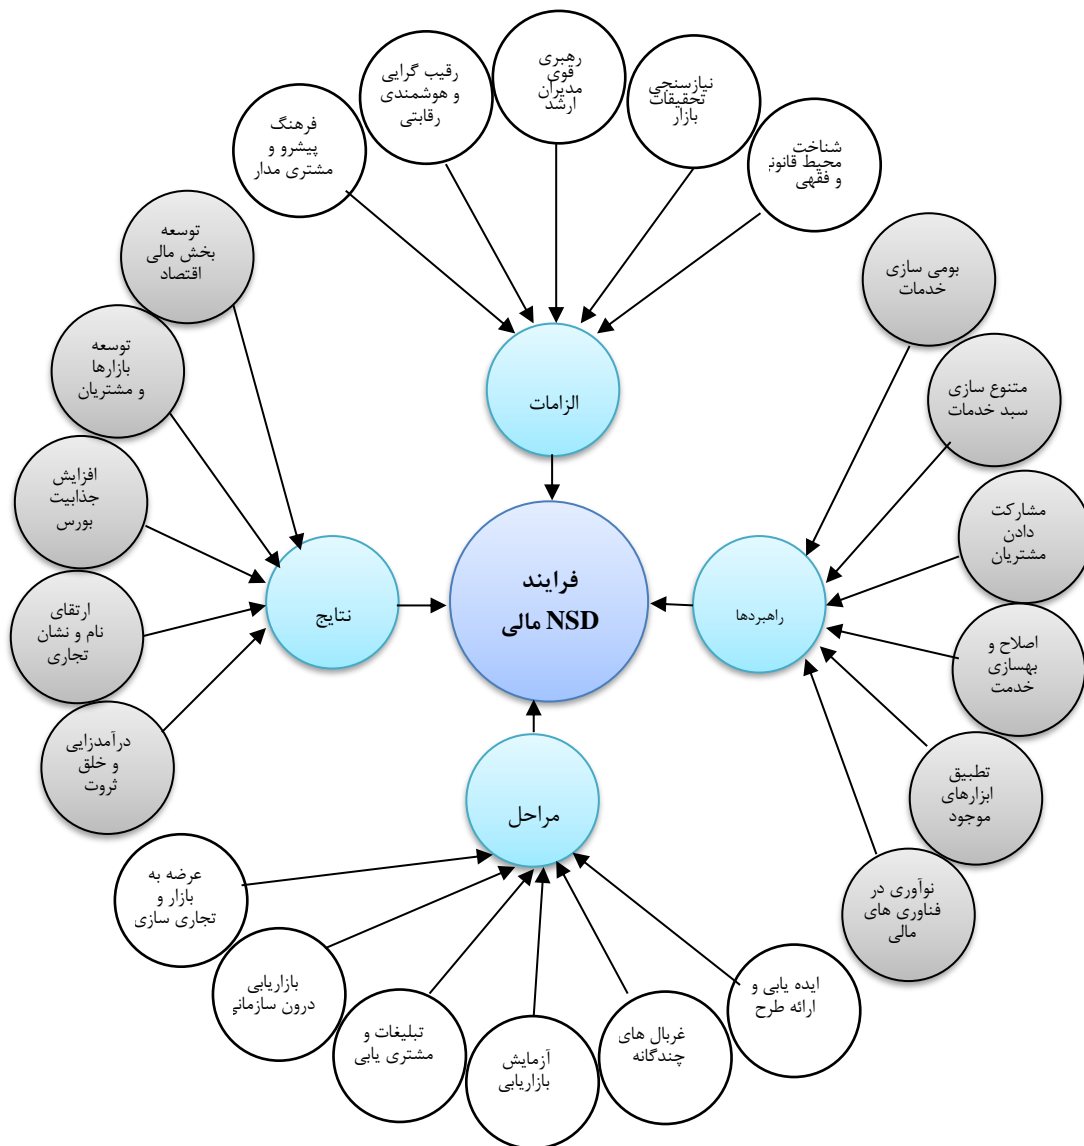 رهبری
قوی
مدیران
ارشد
نیازسنجی
تحقیقات
بازار
شناخت
محیط قانونی
و فقهی
رقیب گرایی
و هوشمندی
رقابتی
فرهنگ
پیشرو و
مشتری مدار
الزامات
بومی سازی
خدمات
متنوع سازی
سبد خدمات
مشارکت
دادن
مشتریان
اصلاح و
بهسازی
خدمت
تطبیق
ابزارهای
موجود
نوآوری در
فناوری های
مالی
راهبردها
فرایند
NSD مالی
نتایج
توسعه
بخش مالی
اقتصاد
توسعه
بازارها
و مشتریان
افزایش
جذابیت
بورس
ارتقای
نام و نشان
تجاری
درآمدزایی
و خلق
ثروت
مراحل
ایده یابی و
ارائه طرح
غربال های
چندگانه
آزمایش
بازاریابی
تبلیغات و
مشتری یابی
بازاریابی
درون سازمانی
عرضه به
بازار و
تجاری سازی